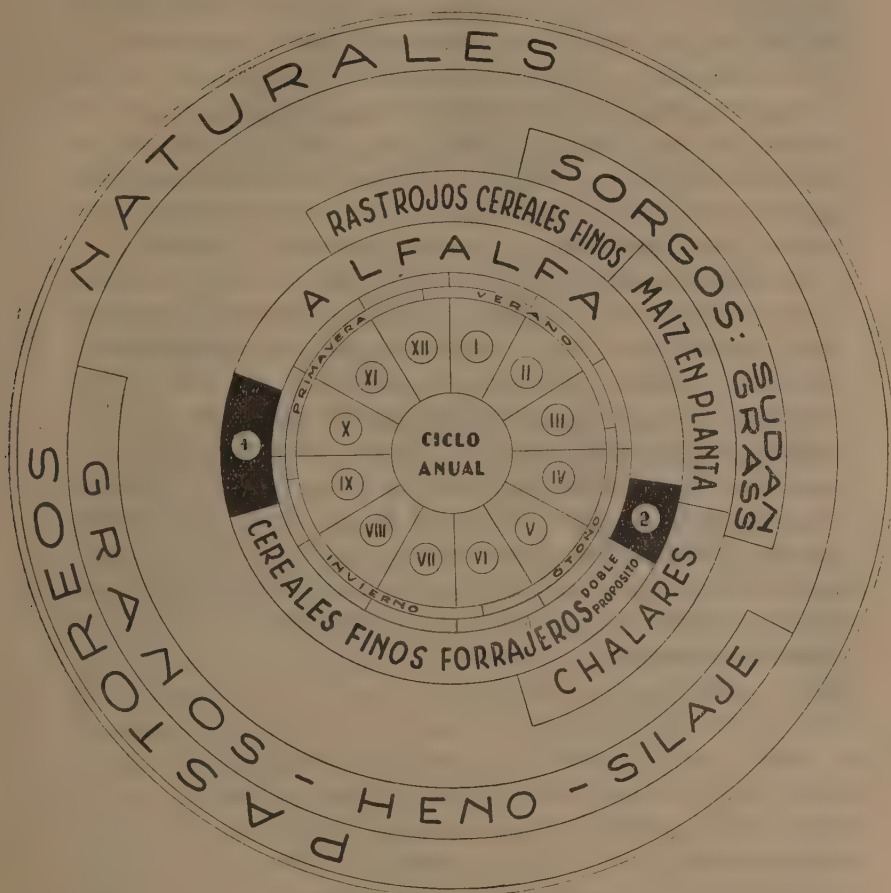 PASTOREOS NATURALES
GRANOS - HENO - SILAJE
SORGOS: SUDAN GRASS
RASTROJOS CEREALES FINOS
MAIZ EN PLANTA
CHALARES
ALFALFA
1
CEREALES FINOS FORRAJEROS
DOBLE PROPOSITO
2
PRIMAVERA
VERANO
OTOÑO
INVIERNO
I
II
III
IV
V
VI
VII
VIII
IX
X
XI
XII
CICLO
ANUAL